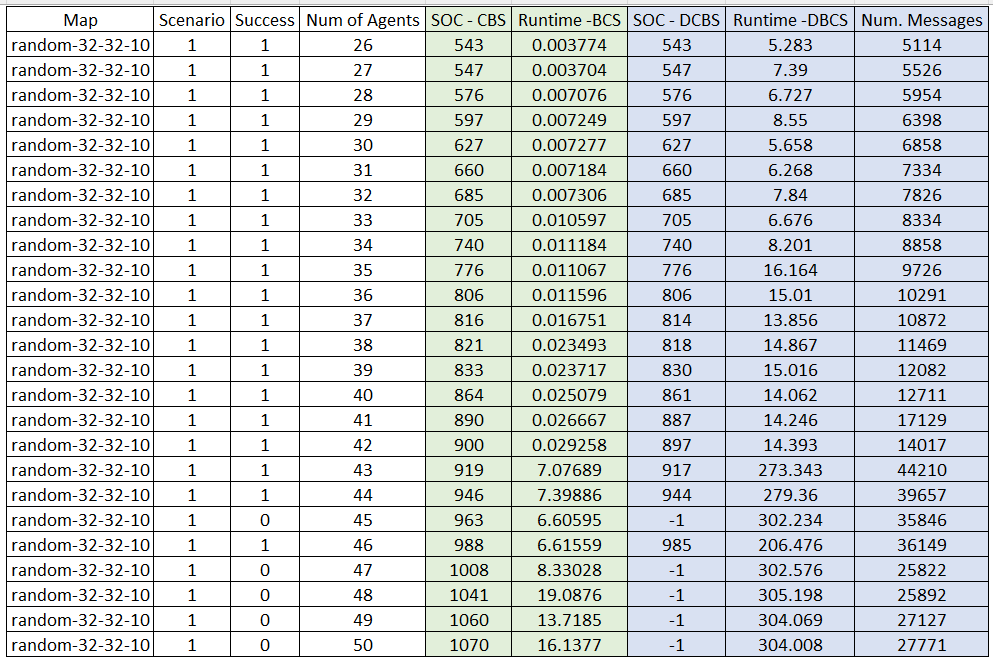 Map Scenario Success Num of Agents SOC - CBS Runtime -BCS SOC - DCBS Runtime -DBCS Num. Messages
random-32-32-10 1 1 26 543 0.003774 543 5.283 5114
random-32-32-10 1 1 27 547 0.003704 547 7.39 5526
random-32-32-10 1 1 28 576 0.007076 576 6.727 5954
random-32-32-10 1 1 29 597 0.007249 597 8.55 6398
random-32-32-10 1 1 30 627 0.007277 627 5.658 6858
random-32-32-10 1 1 31 660 0.007184 660 6.268 7334
random-32-32-10 1 1 32 685 0.007306 685 7.84 7826
random-32-32-10 1 1 33 705 0.010597 705 6.676 8334
random-32-32-10 1 1 34 740 0.011184 740 8.201 8858
random-32-32-10 1 1 35 776 0.011067 776 16.164 9726
random-32-32-10 1 1 36 806 0.011596 806 15.01 10291
random-32-32-10 1 1 37 816 0.016751 814 13.856 10872
random-32-32-10 1 1 38 821 0.023493 818 14.867 11469
random-32-32-10 1 1 39 833 0.023717 830 15.016 12082
random-32-32-10 1 1 40 864 0.025079 861 14.062 12711
random-32-32-10 1 1 41 890 0.026667 887 14.246 17129
random-32-32-10 1 1 42 900 0.029258 897 14.393 14017
random-32-32-10 1 1 43 919 7.07689 917 273.343 44210
random-32-32-10 1 1 44 946 7.39886 944 279.36 39657
random-32-32-10 1 0 45 963 6.60595 -1 302.234 35846
random-32-32-10 1 1 46 988 6.61559 985 206.476 36149
random-32-32-10 1 0 47 1008 8.33028 -1 302.576 25822
random-32-32-10 1 0 48 1041 19.0876 -1 305.198 25892
random-32-32-10 1 0 49 1060 13.7185 -1 304.069 27127
random-32-32-10 1 0 50 1070 16.1377 -1 304.008 27771